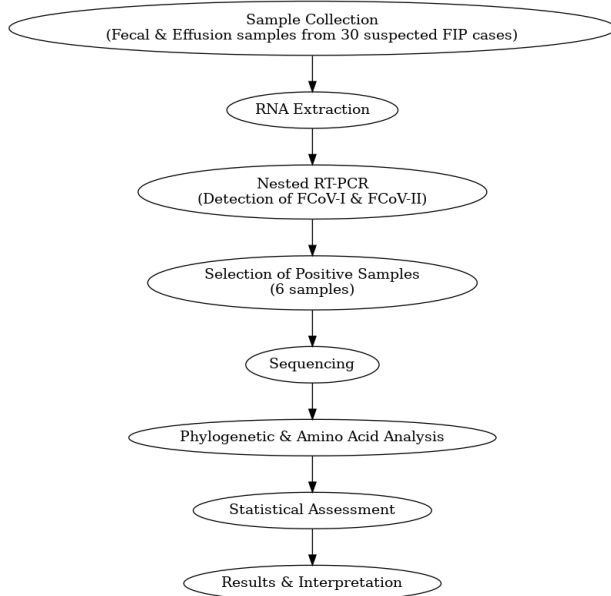 Sample Collection
(Fecal & Effusion samples from 30 suspected FIP cases)
RNA Extraction
Nested RT-PCR
(Detection of FCoV-I & FCoV-II)
Selection of Positive Samples
(6 samples)
Sequencing
Phylogenetic & Amino Acid Analysis
Statistical Assessment
Results & Interpretation